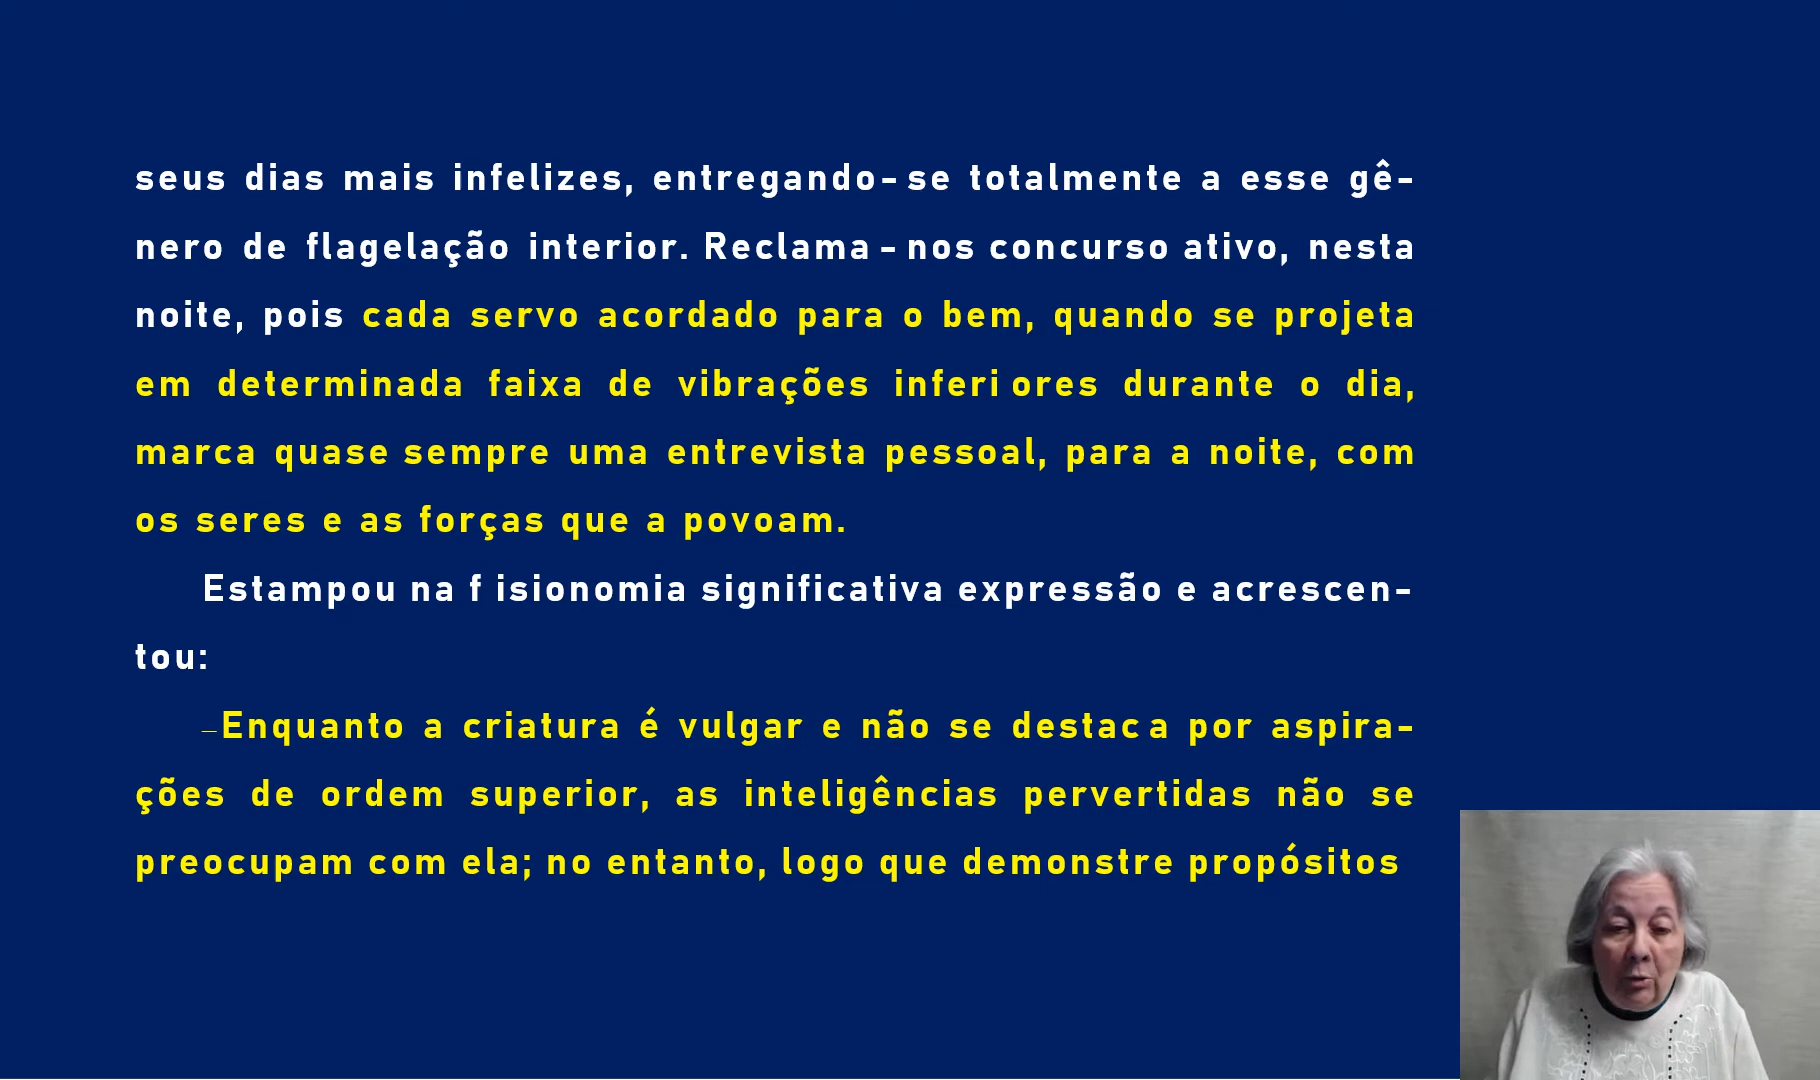 seus dias mais infelizes, entregando-se totalmente a esse gê-
nero de flagelação interior. Reclama-nos concurso ativo, nesta
noite, pois cada servo acordado para o bem, quando se projeta
em determinada faixa de vibrações inferiores durante o dia,
marca quase sempre uma entrevista pessoal, para a noite, com
os seres e as forças que a povoam.
Estampou na fisionomia significativa expressão e acrescen-
tou:
–Enquanto a criatura é vulgar e não se destaca por aspira-
ções de ordem superior, as inteligências pervertidas não se
preocupam com ela; no entanto, logo que demonstre propósitos